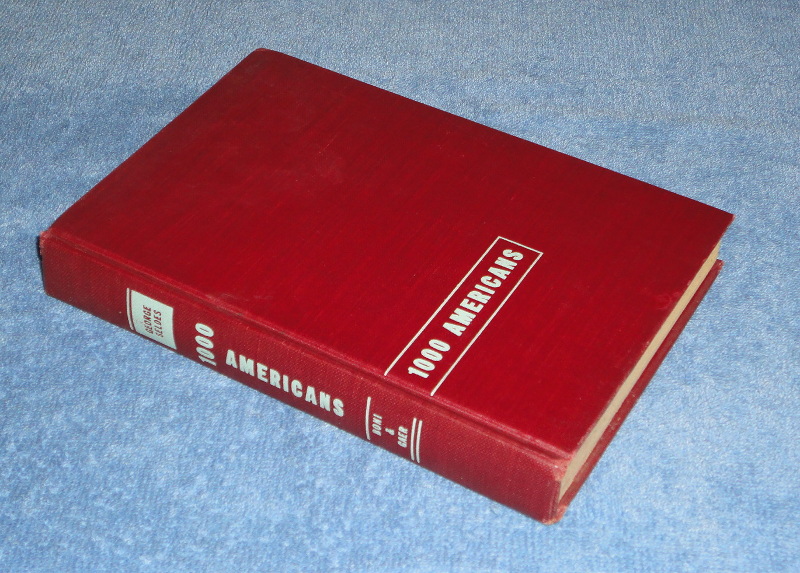 1000 AMERICANS
GEORGE
SELDES
1000
AMERICANS
BONI
&
GAER